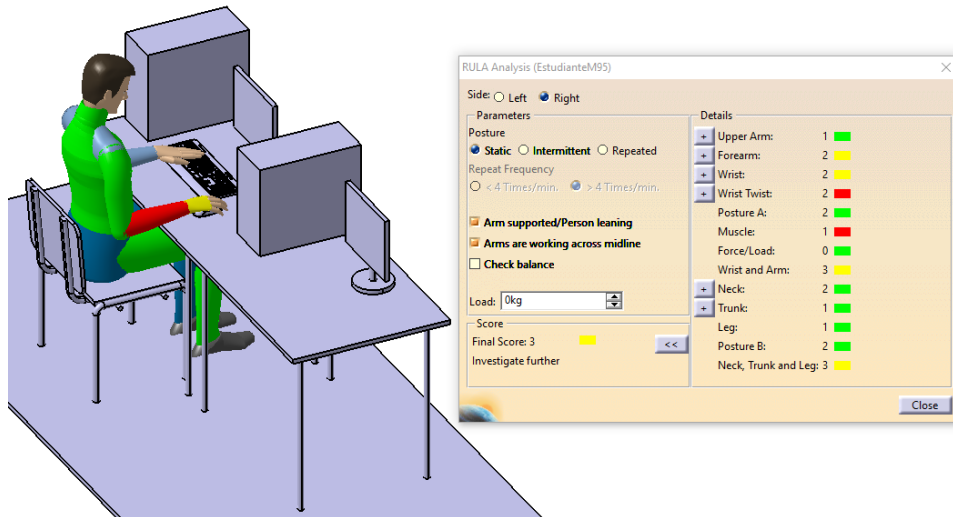 RULA Analysis (EstudianteM95)
Side: Left Right
Parameters
Posture
Static Intermittent Repeated
Repeat Frequency
< 4 Times/min. > 4 Times/min.
Arm supported/Person leaning
Arms are working across midline
Check balance
Load: 0kg
Score
Final Score: 3
<<
Investigate further
Details
+ Upper Arm: 1
+ Forearm: 2
+ Wrist: 2
+ Wrist Twist: 2
Posture A: 2
Muscle: 1
Force/Load: 0
Wrist and Arm: 3
+ Neck: 2
+ Trunk: 1
Leg: 1
Posture B: 2
Neck, Trunk and Leg: 3
Close